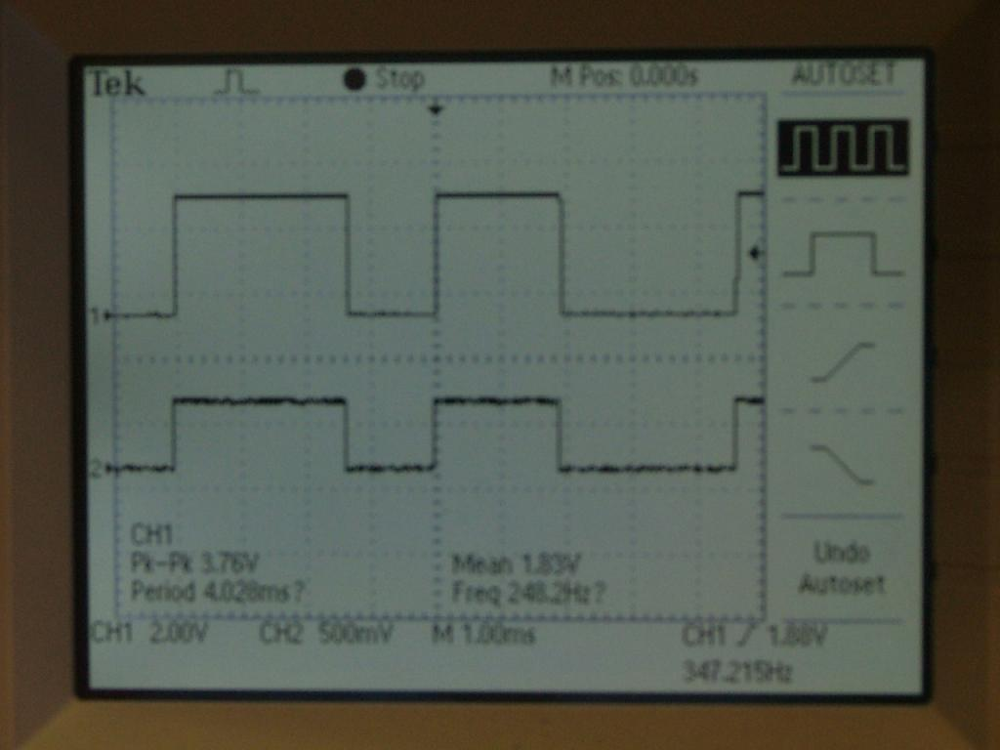 Tek ● Stop M Pos: 0.000s AUTOSET
1
2
CH1
Pk-Pk 3.76V Mean 1.83V
Period 4.028ms? Freq 248.2Hz?
Undo
Autoset
CH1 2.00V CH2 500mV M 1.00ms CH1 1.88V
347.215Hz